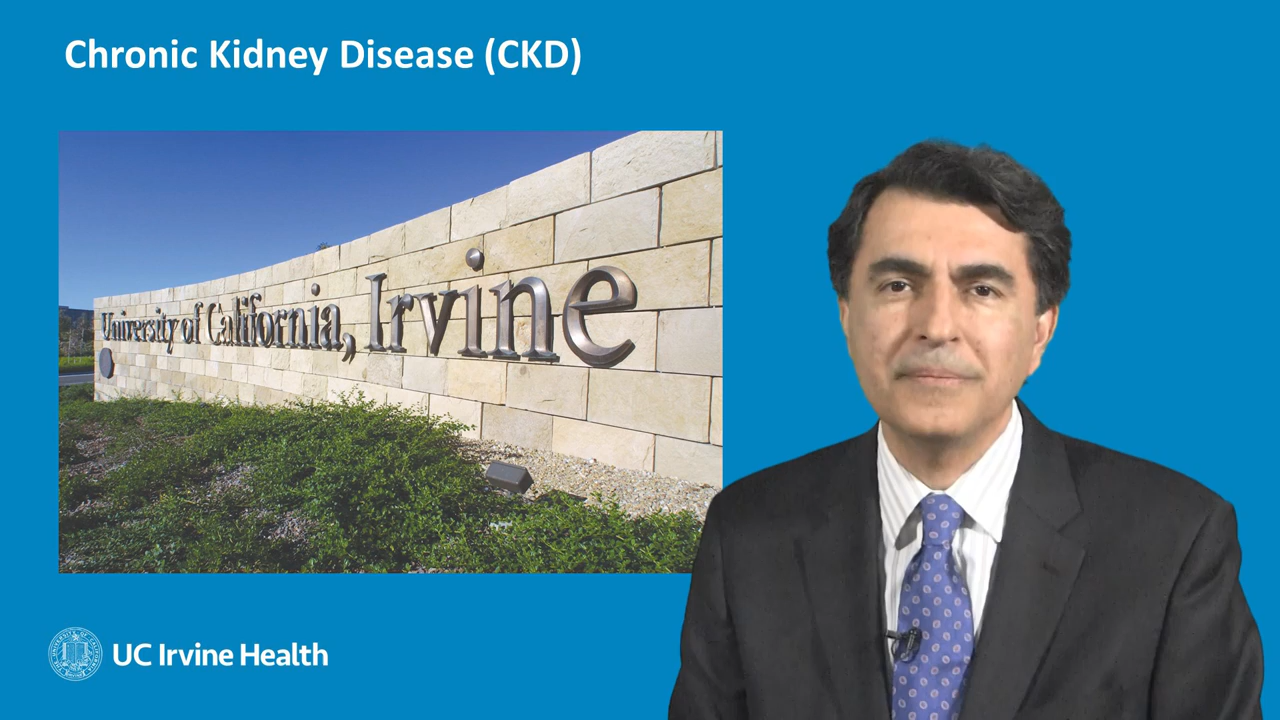 Chronic Kidney Disease (CKD)
University of California, Irvine
UC Irvine Health